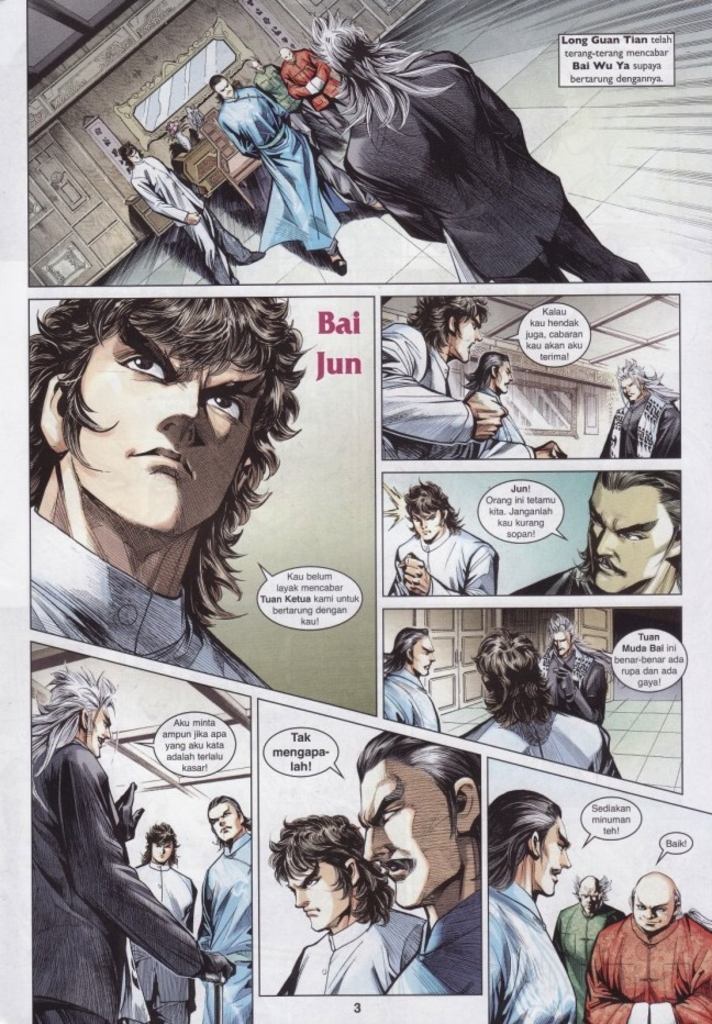 Long Guan Tian telah
terang-terang mencabar
Bai Wu Ya supaya
bertarung dengannya.
Bai
Jun
Kau belum
layak mencabar
Tuan Ketua kami untuk
bertarung dengan
kau!
Kalau
kau hendak
juga, cabaran
kau akan aku
terima!
Jun!
Orang ini tetamu
kita. Janganlah
kau kurang
sopan!
Tuan
Muda Bai ini
benar-benar ada
rupa dan ada
gaya!
Aku minta
ampun jika apa
yang aku kata
adalah terlalu
kasar!
Tak
mengapa-
lah!
Sediakan
minuman
teh!
Baik!
3